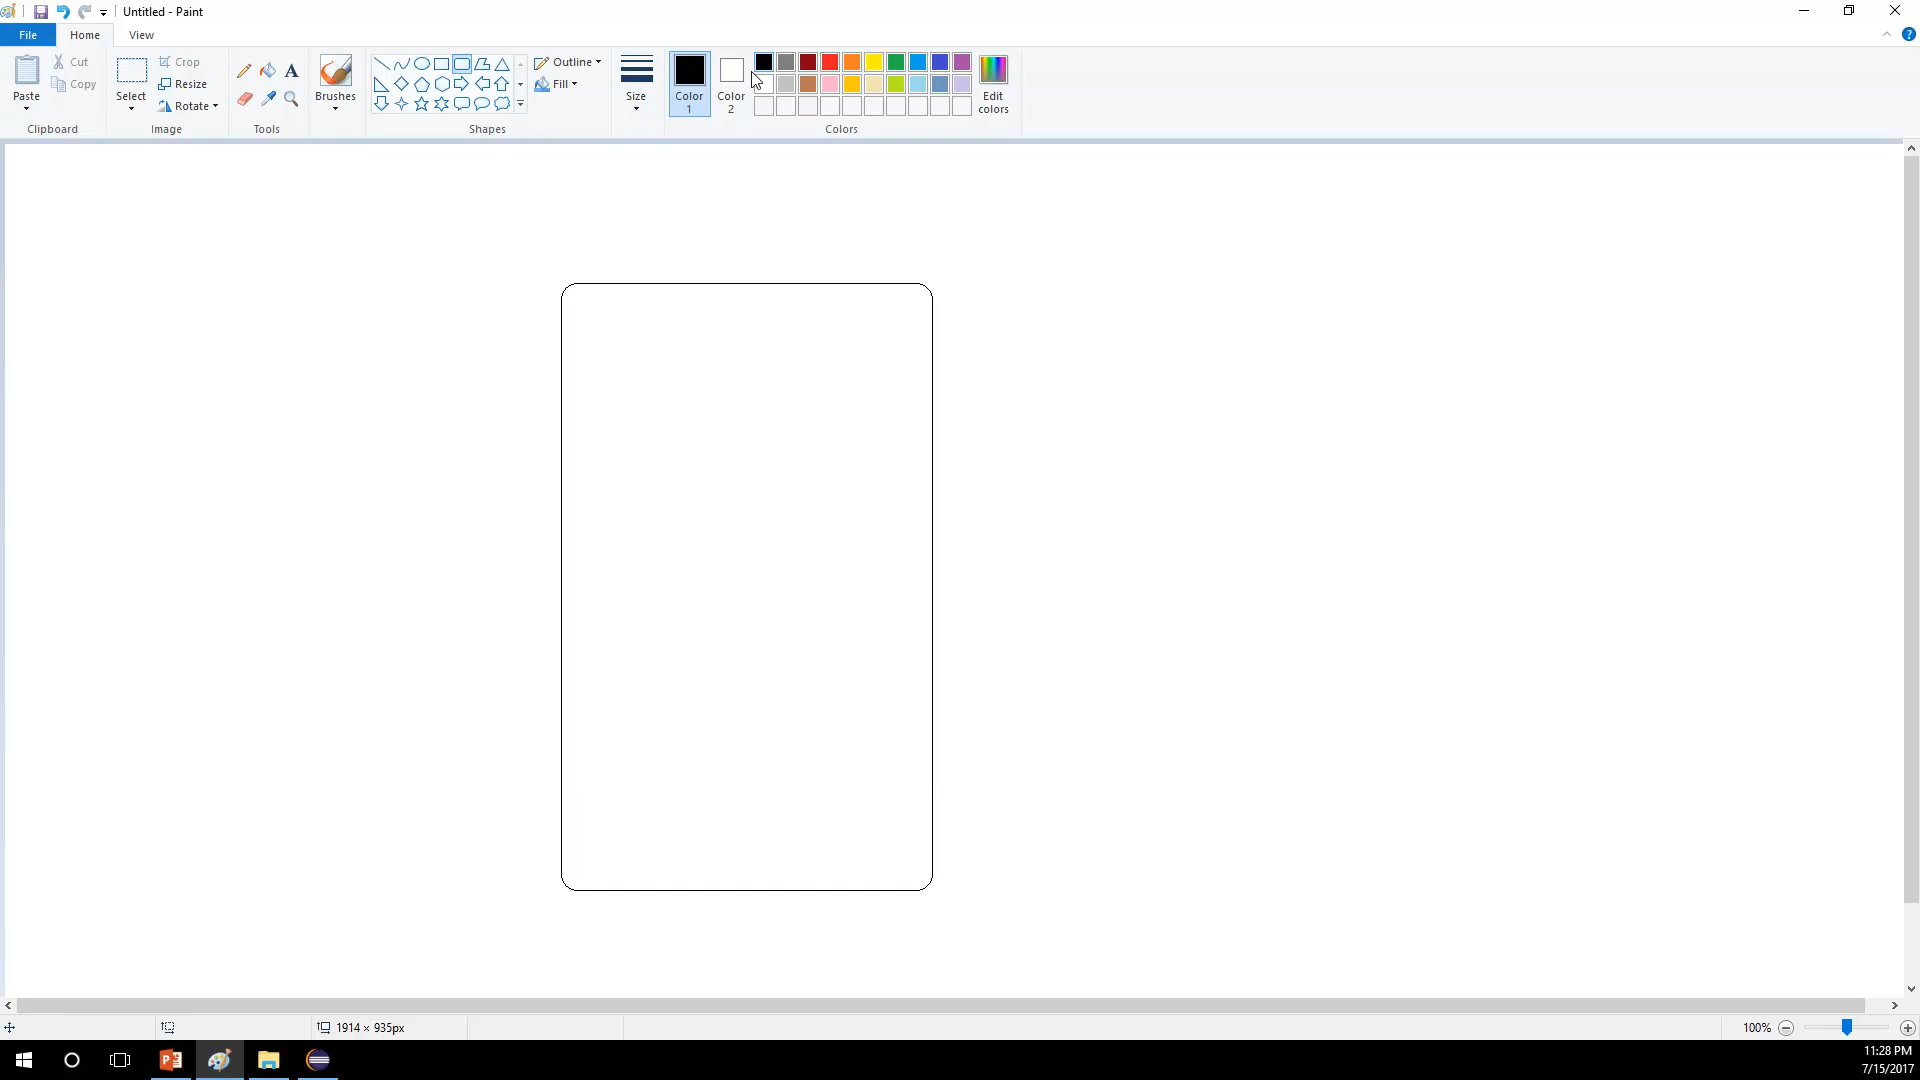 Untitled - Paint
File Home View
Cut
Copy
Paste
Clipboard
Select
Crop
Resize
Rotate
Image
A
Tools
Brushes
Shapes
Outline
Fill
Size
Color
1
Color
2
Colors
Edit
colors
1914 × 935px
100%
11:28 PM
7/15/2017